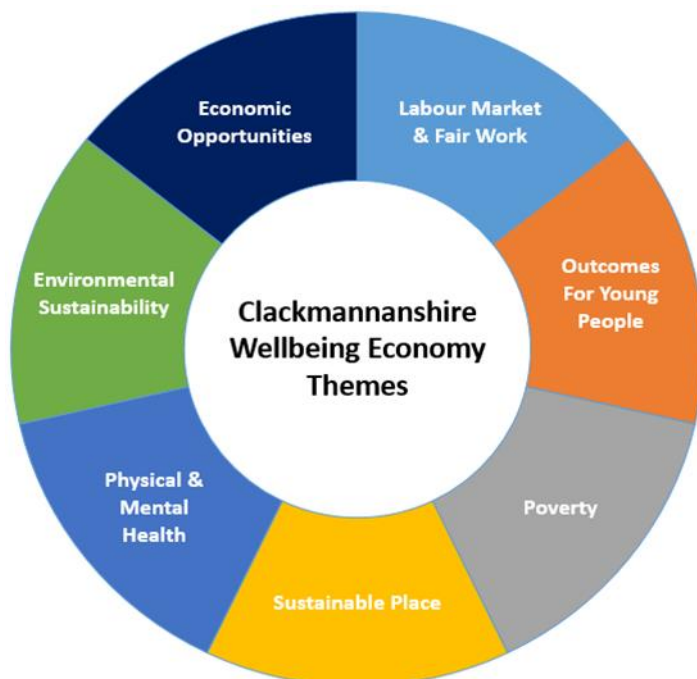 Economic
Opportunities
Labour Market
& Fair Work
Outcomes
For Young
People
Poverty
Sustainable Place
Physical &
Mental
Health
Environmental
Sustainability
Clackmannanshire
Wellbeing Economy
Themes